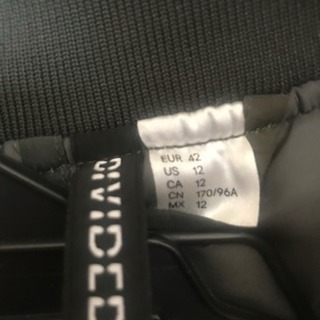 DIVIDED
EUR 42
US 12
CA 12
CN 170/96A
MX 12